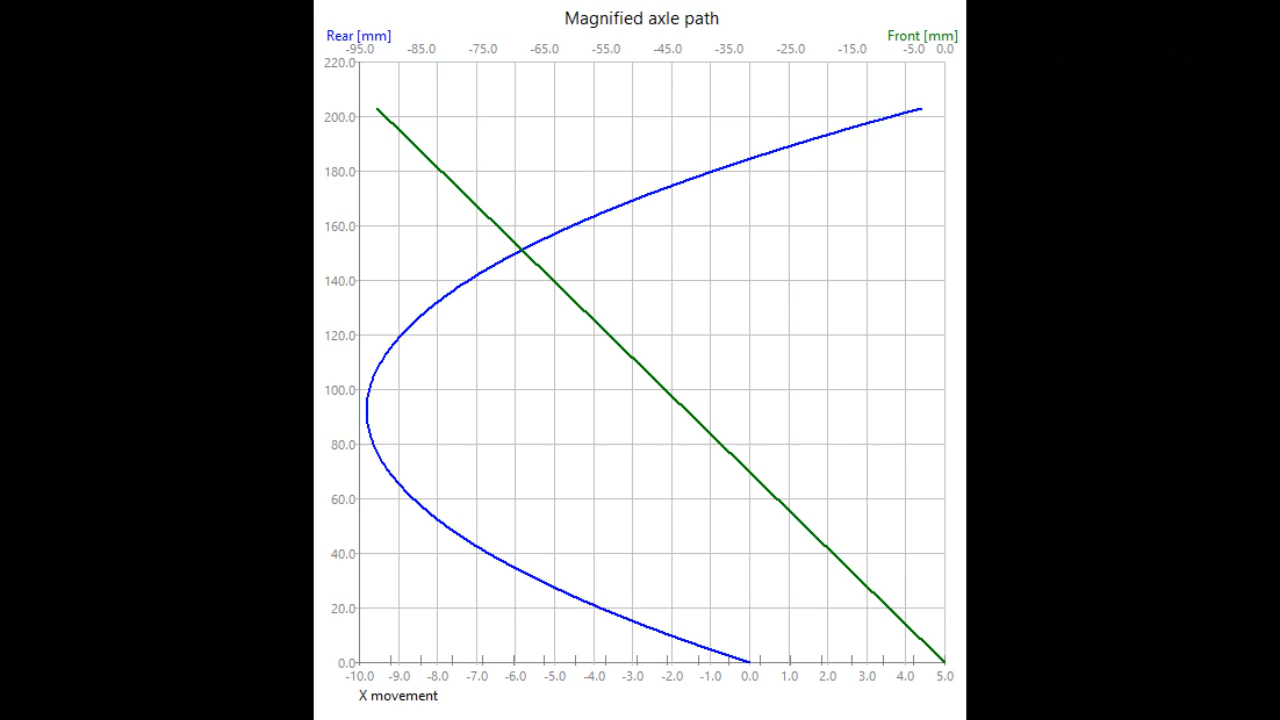 Magnified axle path
Rear [mm] Front [mm]
-95.0 -85.0 -75.0 -65.0 -55.0 -45.0 -35.0 -25.0 -15.0 -5.0 0.0
220.0
200.0
180.0
160.0
140.0
120.0
100.0
80.0
60.0
40.0
20.0
0.0
-10.0 -9.0 -8.0 -7.0 -6.0 -5.0 -4.0 -3.0 -2.0 -1.0 0.0 1.0 2.0 3.0 4.0 5.0
X movement